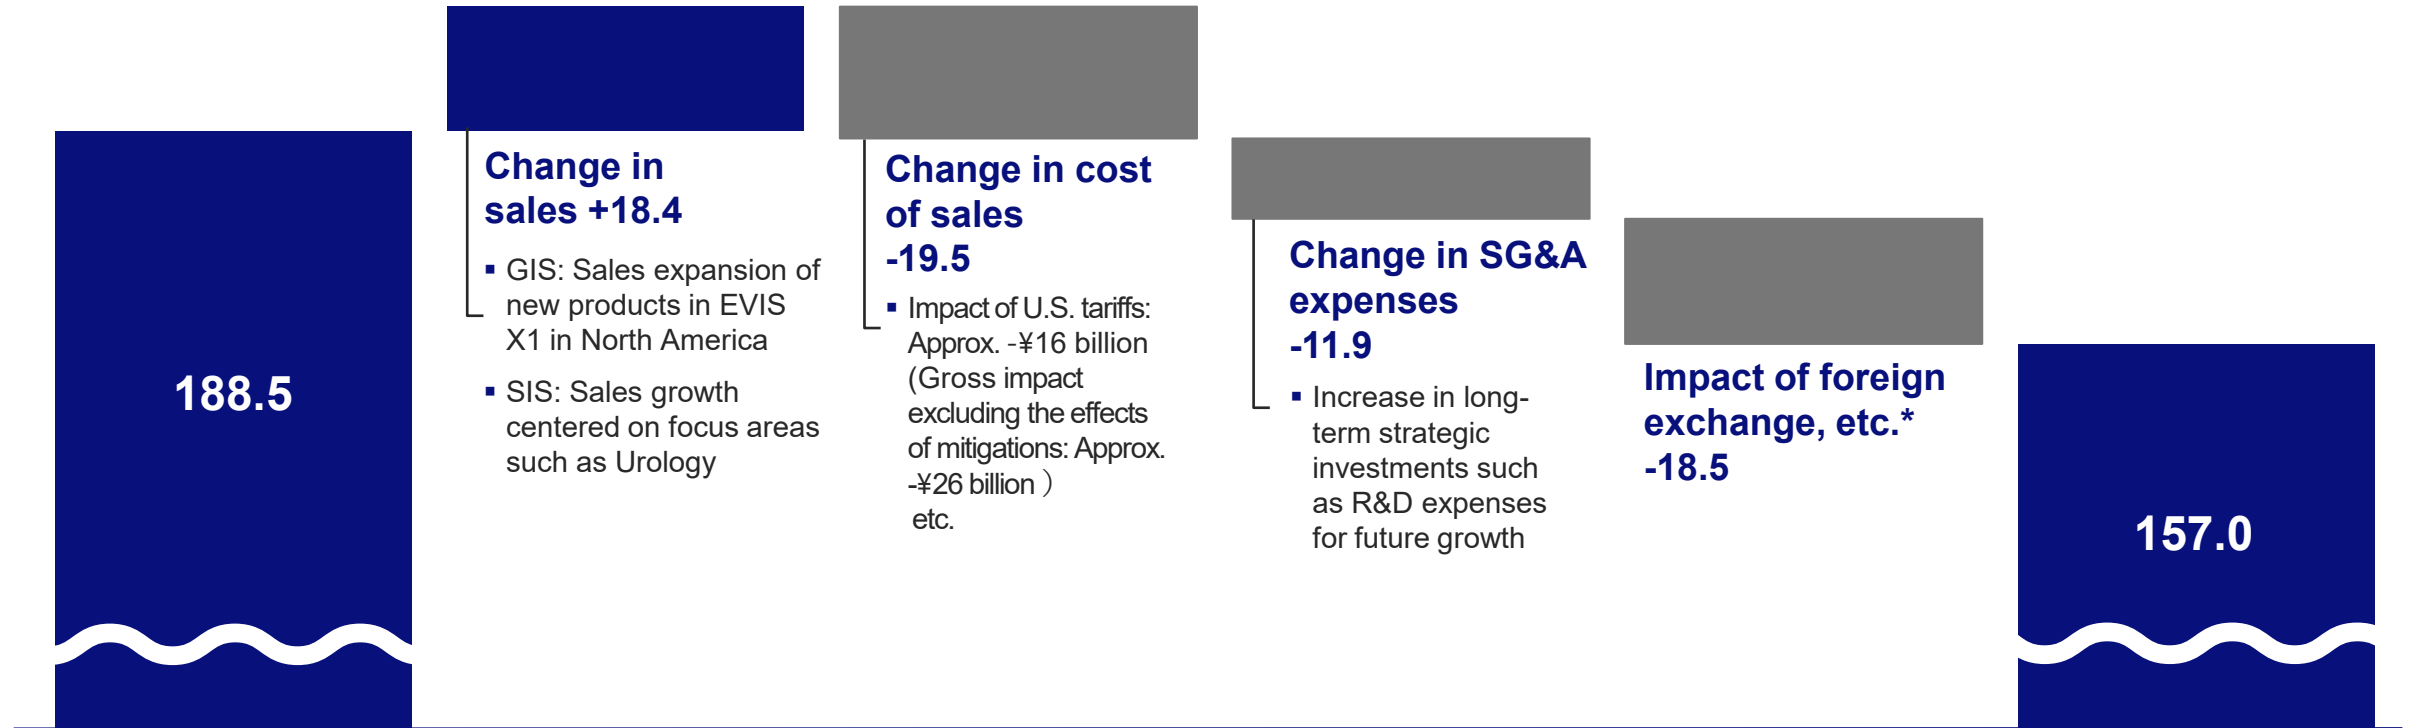 188.5
Change in
sales +18.4
▪ GIS: Sales expansion of
new products in EVIS
X1 in North America
▪ SIS: Sales growth
centered on focus areas
such as Urology
Change in cost
of sales
-19.5
▪ Impact of U.S. tariffs:
Approx. -¥16 billion
(Gross impact
excluding the effects
of mitigations: Approx.
-¥26 billion）
etc.
Change in SG&A
expenses
-11.9
▪ Increase in long-
term strategic
investments such
as R&D expenses
for future growth
Impact of foreign
exchange, etc.*
-18.5
157.0